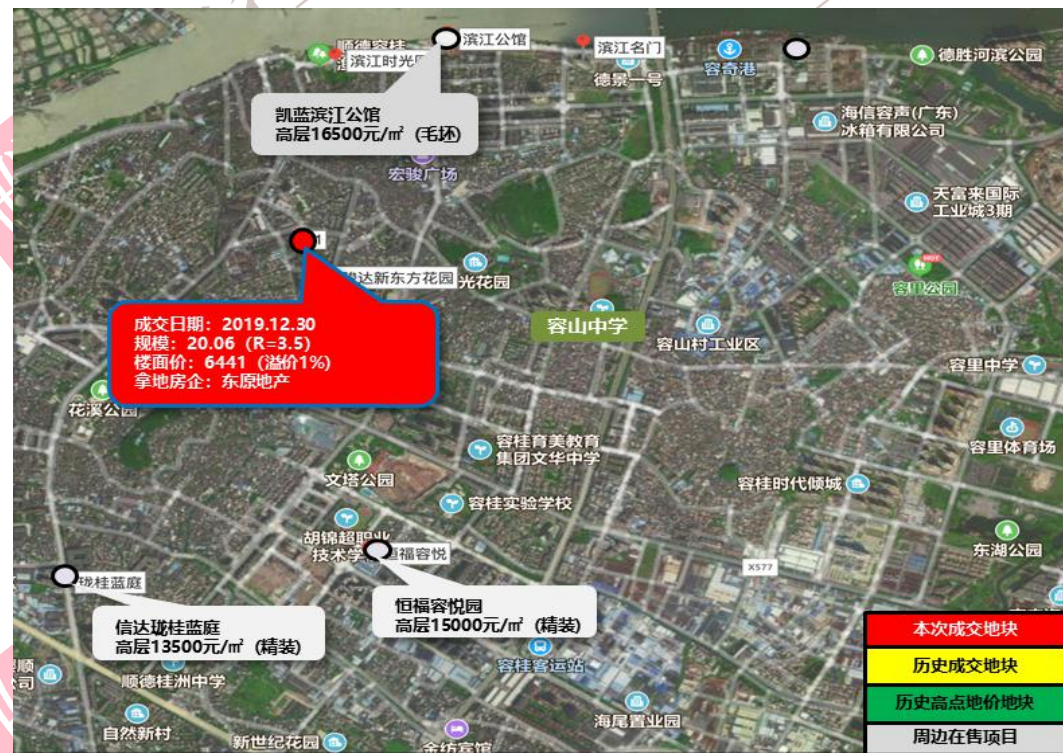 滨江公馆
顺德容桂
滨江时光
滨江名门
德景一号
容奇港
德胜河滨公园
凯蓝滨江公馆
高层16500元/㎡ (毛坯)
海信容声(广东)
冰箱有限公司
宏骏广场
天富来国际
工业城3期
HOT
容里公园
达新东方花园
光花园
成交日期：2019.12.30
规模：20.06 (R=3.5)
楼面价：6441 (溢价1%)
拿地房企：东原地产
容山中学
容山村工业区
容里中学
花溪公园
容桂育美教育
集团文华中学
容里体育场
文塔公园
容桂时代倾城
容桂实验学校
胡锦超职业
技术学
恒福容悦
东湖公园
X577
珑桂蓝庭
恒福容悦园
高层15000元/㎡ (精装)
信达珑桂蓝庭
高层13500元/㎡ (精装)
本次成交地块
容桂客运站
历史成交地块
顺德桂洲中学
历史高点地价地块
海尾置业园
自然新村
新世纪花园
金纺宾馆
周边在售项目